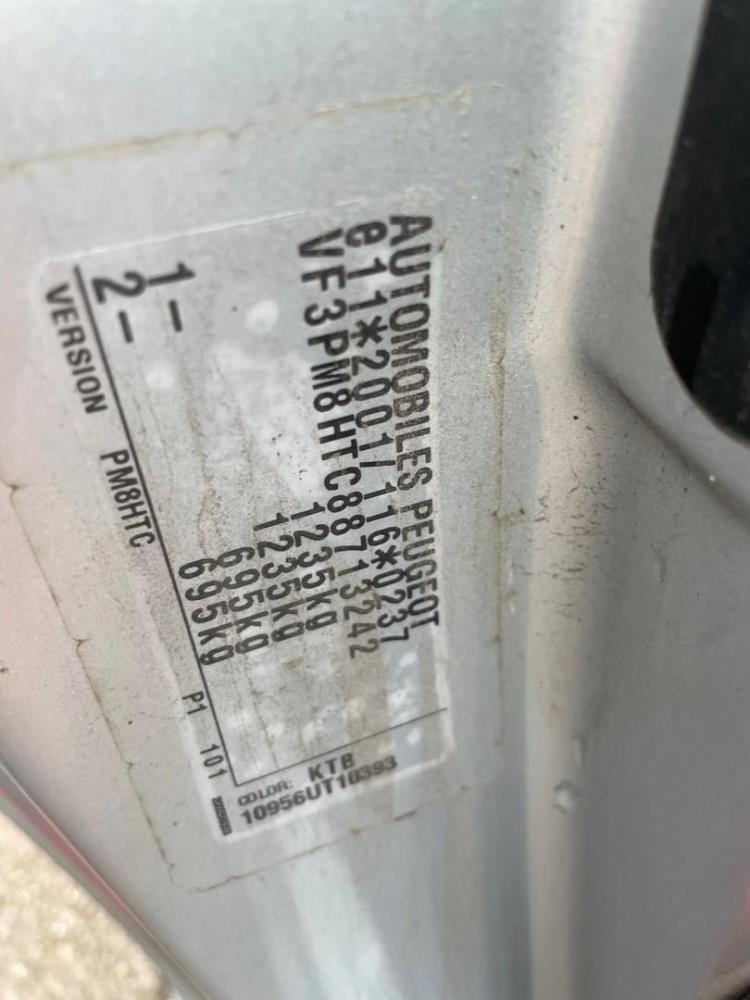 AUTOMOBILES PEUGEOT
e11*2001/116*0237
VF3PM8HTC88713242
1235kg
1235kg
1- 695kg
2- 695kg
VERSION PM8HTC P1 101
COLOR: KTB
10956UT10393